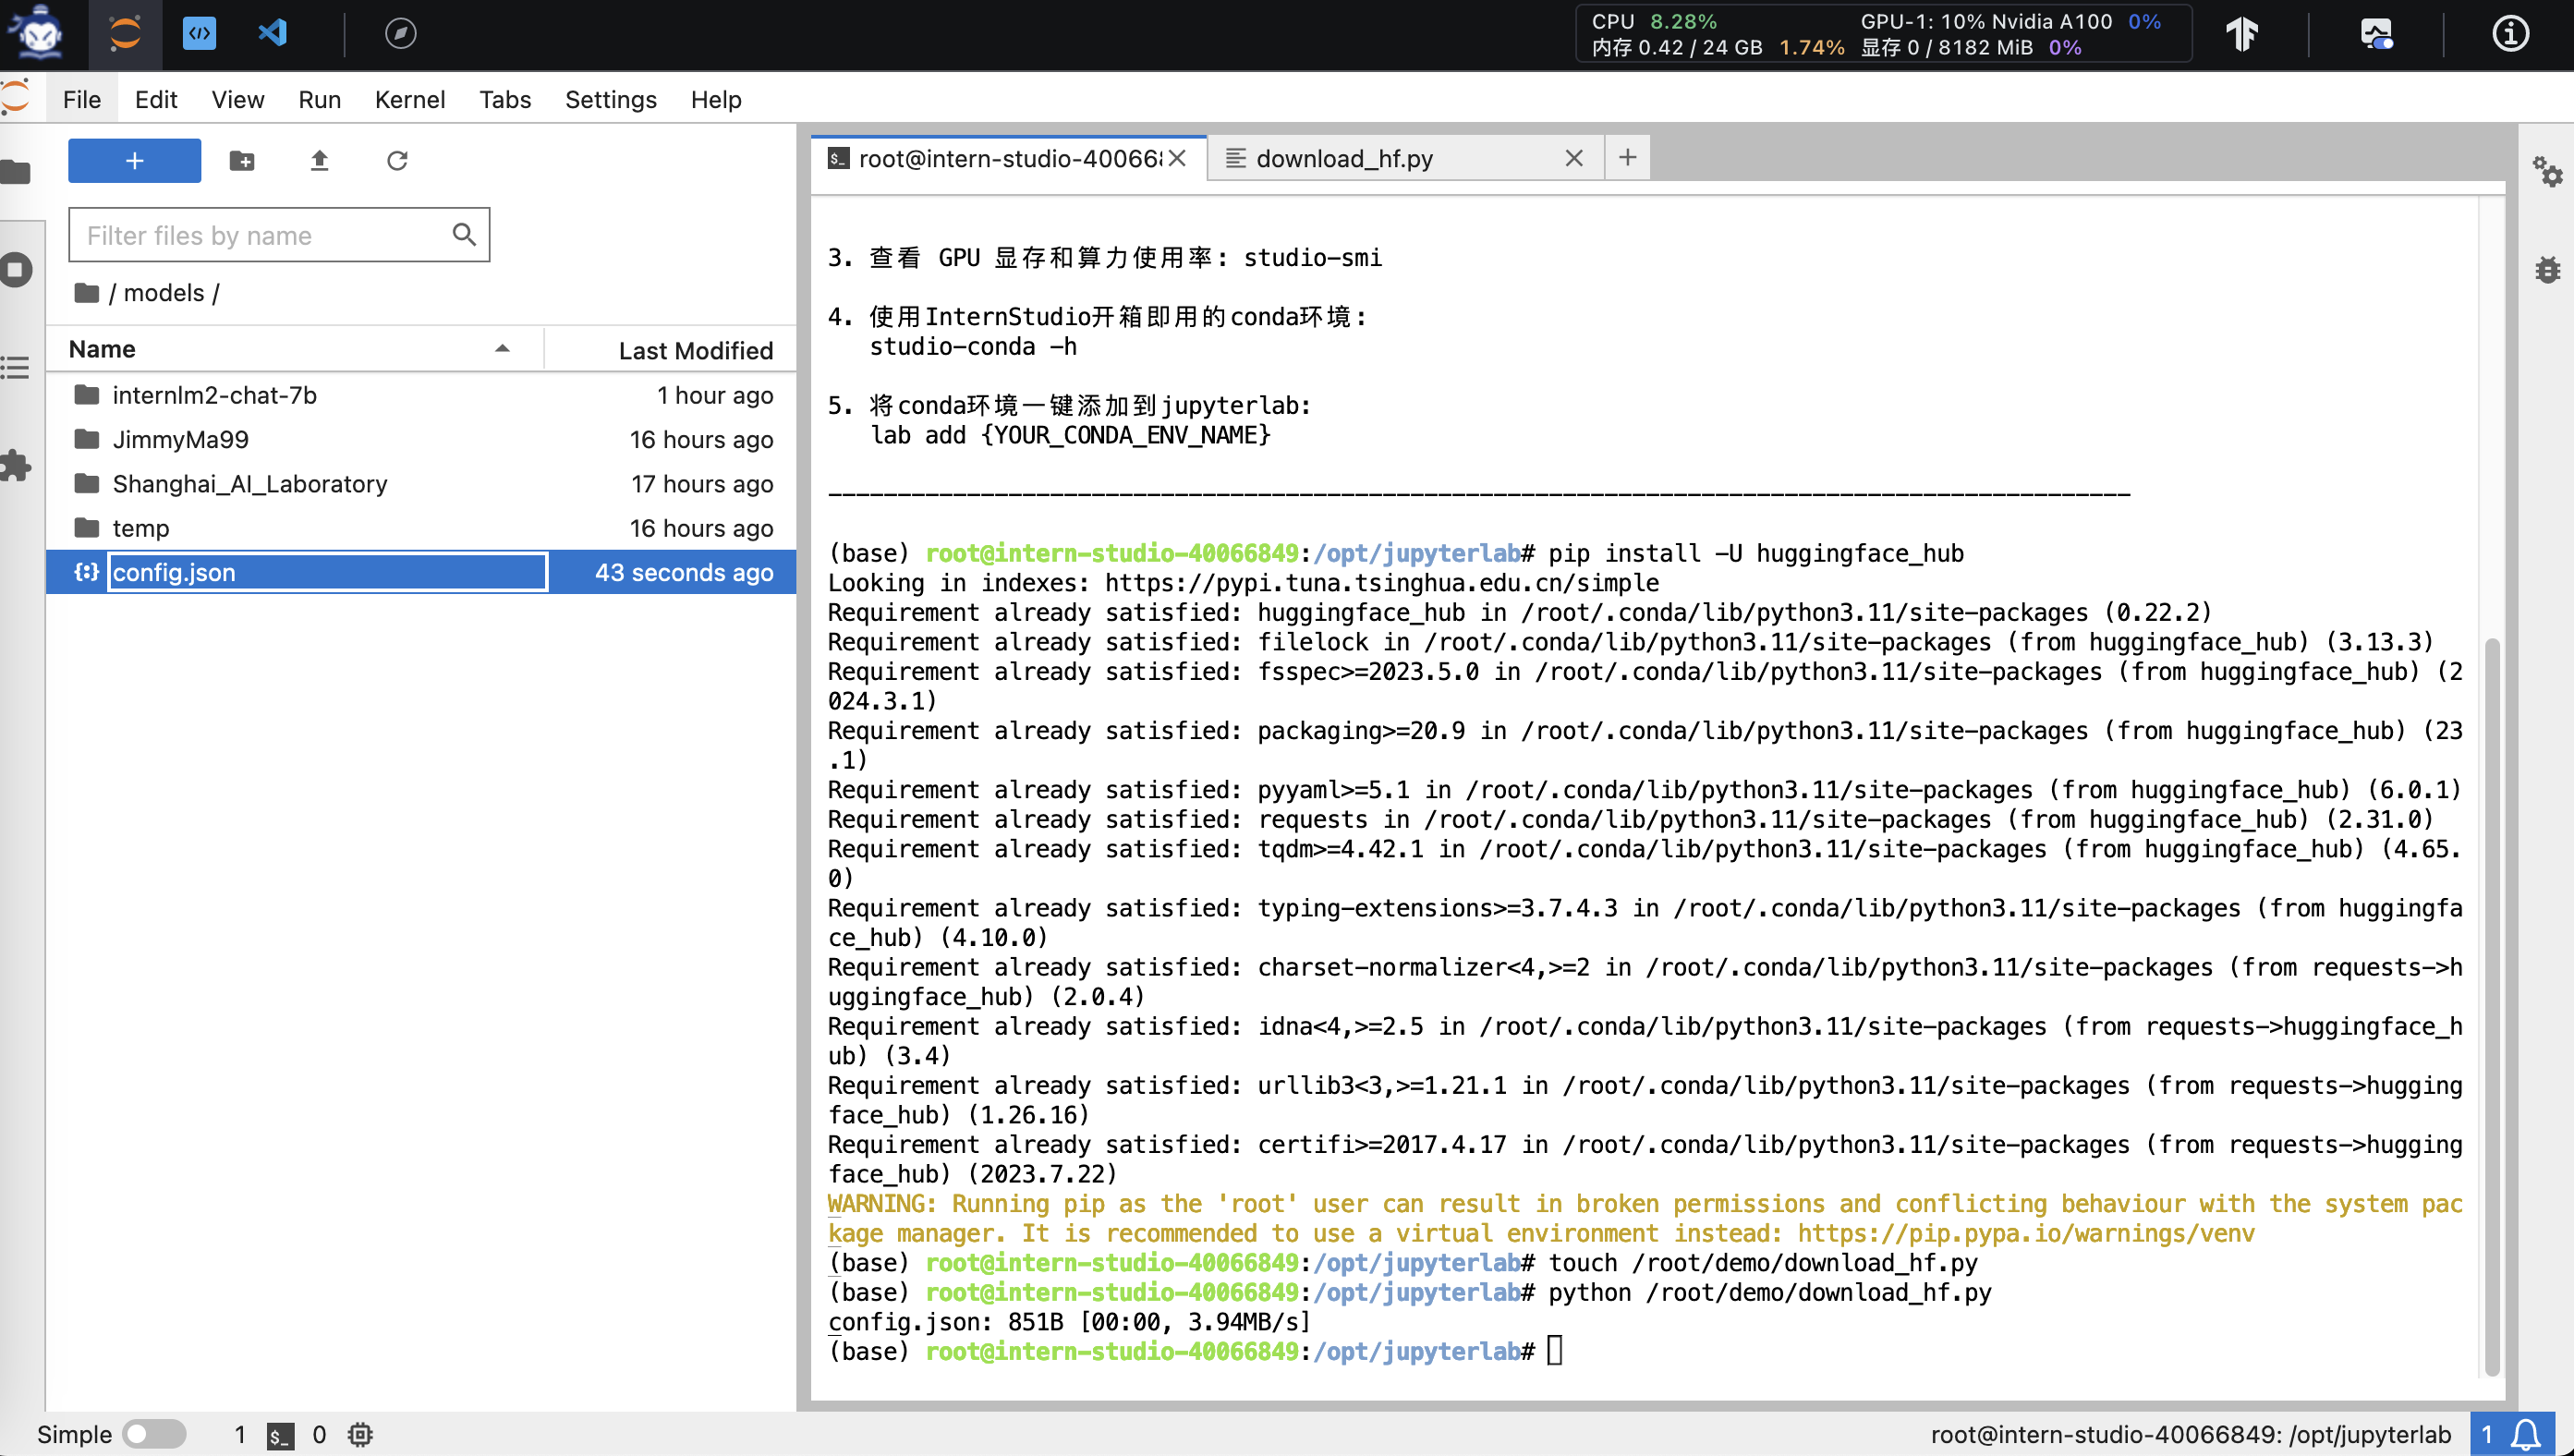 CPU 8.28% GPU-1: 10% Nvidia A100 0%
内存 0.42 / 24 GB 1.74% 显存 0 / 8182 MiB 0%
File Edit View Run Kernel Tabs Settings Help
root@intern-studio-40066 download_hf.py
Filter files by name
/ models /
Name Last Modified
internlm2-chat-7b 1 hour ago
JimmyMa99 16 hours ago
Shanghai_AI_Laboratory 17 hours ago
temp 16 hours ago
config.json 43 seconds ago
3. 查看 GPU 显存和算力使用率: studio-smi
4. 使用InternStudio开箱即用的conda环境:
studio-conda -h
5. 将conda环境一键添加到jupyterlab:
lab add {YOUR_CONDA_ENV_NAME}
(base) root@intern-studio-40066849:/opt/jupyterlab# pip install -U huggingface_hub
Looking in indexes: https://pypi.tuna.tsinghua.edu.cn/simple
Requirement already satisfied: huggingface_hub in /root/.conda/lib/python3.11/site-packages (0.22.2)
Requirement already satisfied: filelock in /root/.conda/lib/python3.11/site-packages (from huggingface_hub) (3.13.3)
Requirement already satisfied: fsspec>=2023.5.0 in /root/.conda/lib/python3.11/site-packages (from huggingface_hub) (2
024.3.1)
Requirement already satisfied: packaging>=20.9 in /root/.conda/lib/python3.11/site-packages (from huggingface_hub) (23
.1)
Requirement already satisfied: pyyaml>=5.1 in /root/.conda/lib/python3.11/site-packages (from huggingface_hub) (6.0.1)
Requirement already satisfied: requests in /root/.conda/lib/python3.11/site-packages (from huggingface_hub) (2.31.0)
Requirement already satisfied: tqdm>=4.42.1 in /root/.conda/lib/python3.11/site-packages (from huggingface_hub) (4.65.
0)
Requirement already satisfied: typing-extensions>=3.7.4.3 in /root/.conda/lib/python3.11/site-packages (from huggingfa
ce_hub) (4.10.0)
Requirement already satisfied: charset-normalizer<4,>=2 in /root/.conda/lib/python3.11/site-packages (from requests->h
uggingface_hub) (2.0.4)
Requirement already satisfied: idna<4,>=2.5 in /root/.conda/lib/python3.11/site-packages (from requests->huggingface_h
ub) (3.4)
Requirement already satisfied: urllib3<3,>=1.21.1 in /root/.conda/lib/python3.11/site-packages (from requests->hugging
face_hub) (1.26.16)
Requirement already satisfied: certifi>=2017.4.17 in /root/.conda/lib/python3.11/site-packages (from requests->hugging
face_hub) (2023.7.22)
WARNING: Running pip as the 'root' user can result in broken permissions and conflicting behaviour with the system pac
kage manager. It is recommended to use a virtual environment instead: https://pip.pypa.io/warnings/venv
(base) root@intern-studio-40066849:/opt/jupyterlab# touch /root/demo/download_hf.py
(base) root@intern-studio-40066849:/opt/jupyterlab# python /root/demo/download_hf.py
config.json: 851B [00:00, 3.94MB/s]
(base) root@intern-studio-40066849:/opt/jupyterlab#
Simple 1 $_ 0 root@intern-studio-40066849: /opt/jupyterlab 1